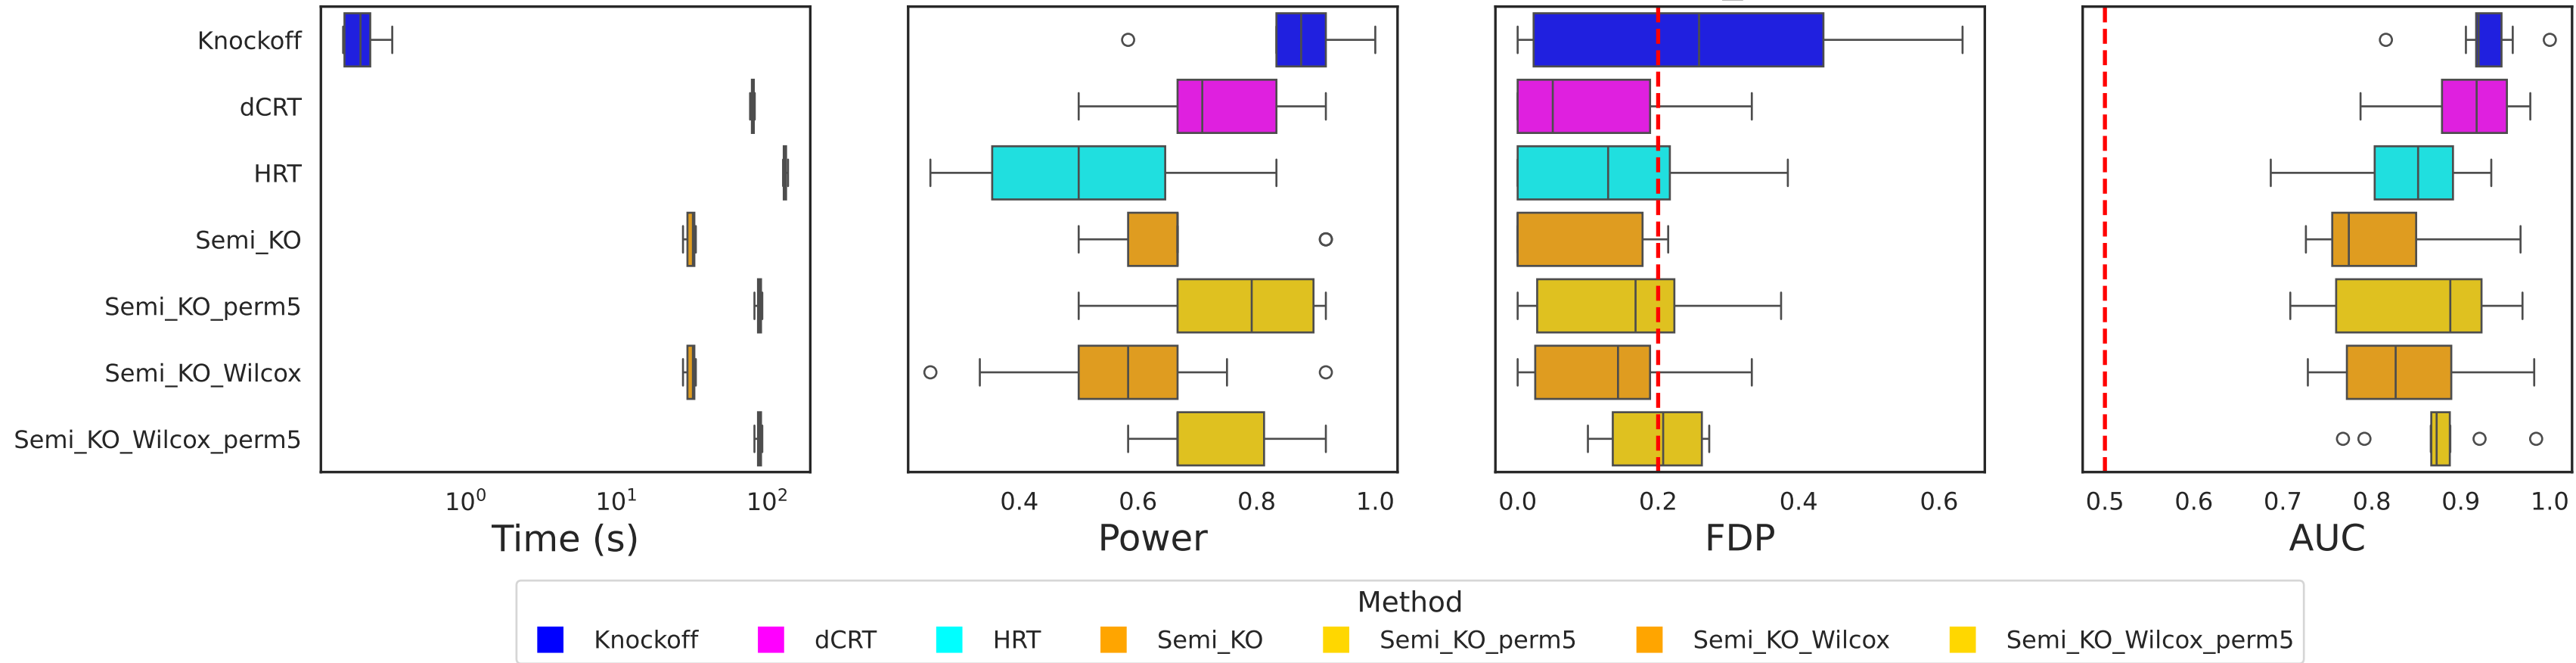 Knockoff
dCRT
HRT
Semi_KO
Semi_KO_perm5
Semi_KO_Wilcox
Semi_KO_Wilcox_perm5
10^0 10^1 10^2
Time (s)
0.4 0.6 0.8 1.0
Power
0.0 0.2 0.4 0.6
FDP
0.5 0.6 0.7 0.8 0.9 1.0
AUC
Method
Knockoff dCRT HRT Semi_KO Semi_KO_perm5 Semi_KO_Wilcox Semi_KO_Wilcox_perm5